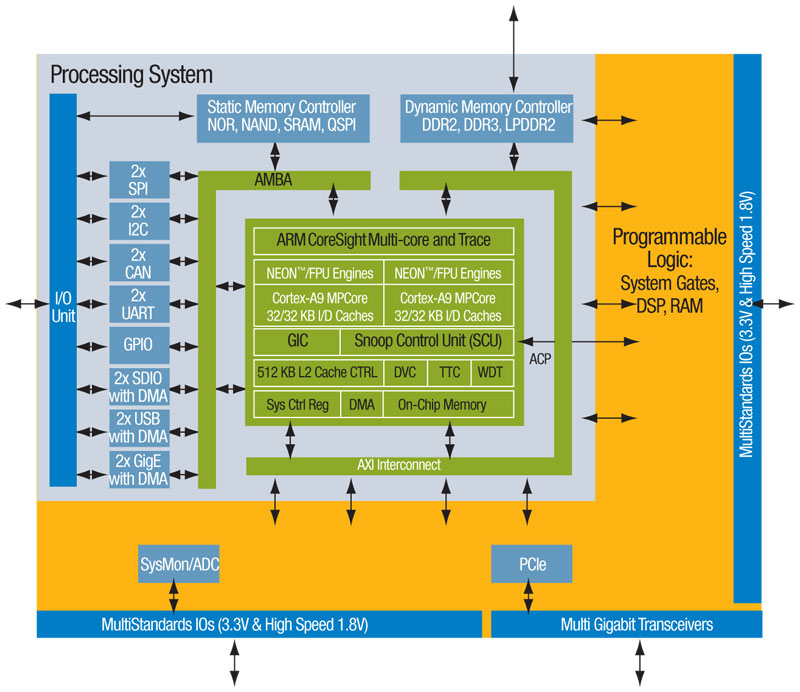 Processing System
Static Memory Controller
NOR, NAND, SRAM, QSPI
Dynamic Memory Controller
DDR2, DDR3, LPDDR2
2x
SPI
2x
I2C
2x
CAN
2x
UART
GPIO
2x SDIO
with DMA
2x USB
with DMA
2x GigE
with DMA
I/O
Unit
AMBA
ARM CoreSight Multi-core and Trace
NEON™/FPU Engines
NEON™/FPU Engines
Cortex-A9 MPCore
32/32 KB I/D Caches
Cortex-A9 MPCore
32/32 KB I/D Caches
GIC
Snoop Control Unit (SCU)
512 KB L2 Cache CTRL
DVC
TTC
WDT
Sys Ctrl Reg
DMA
On-Chip Memory
ACP
AXI Interconnect
Programmable
Logic:
System Gates,
DSP, RAM
MultiStandards IOs (3.3V & High Speed 1.8V)
SysMon/ADC
PCIe
MultiStandards IOs (3.3V & High Speed 1.8V)
Multi Gigabit Transceivers